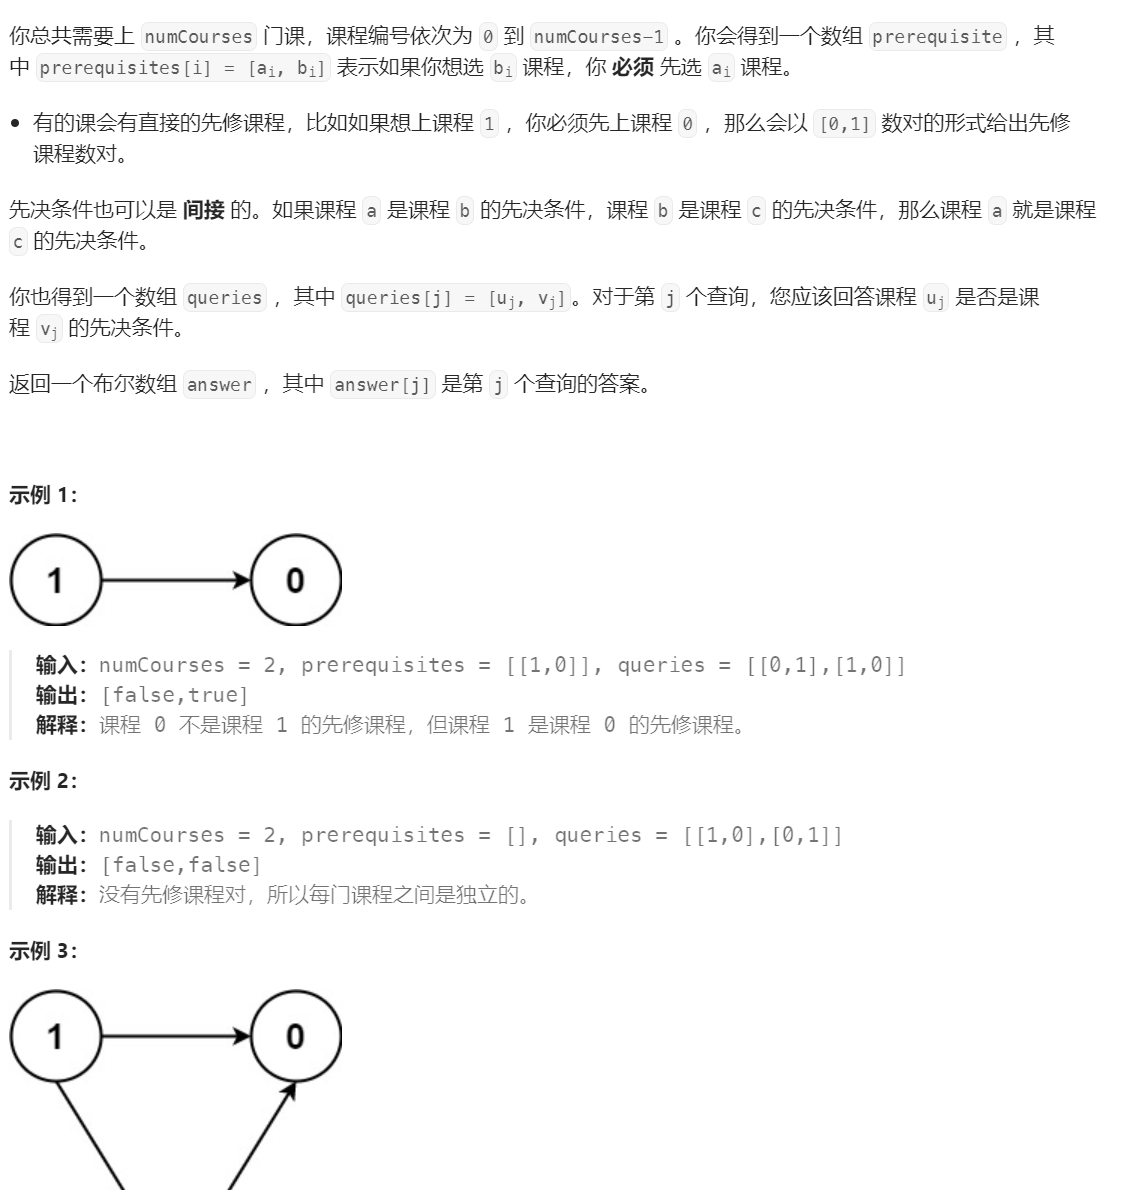 你总共需要上 numCourses 门课，课程编号依次为 0 到 numCourses-1 。你会得到一个数组 prerequisite ，其
中 prerequisites[i] = [aᵢ, bᵢ] 表示如果你想选 bᵢ 课程，你 必须 先选 aᵢ 课程。
• 有的课会有直接的先修课程，比如如果想上课程 1 ，你必须先上课程 0 ，那么会以 [0,1] 数对的形式给出先修
课程数对。
先决条件也可以是 间接 的。如果课程 a 是课程 b 的先决条件，课程 b 是课程 c 的先决条件，那么课程 a 就是课程
c 的先决条件。
你也得到一个数组 queries ，其中 queries[j] = [uⱼ, vⱼ]。对于第 j 个查询，您应该回答课程 uⱼ 是否是课
程 vⱼ 的先决条件。
返回一个布尔数组 answer ，其中 answer[j] 是第 j 个查询的答案。
示例 1：
1 0
输入：numCourses = 2, prerequisites = [[1,0]], queries = [[0,1],[1,0]]
输出：[false,true]
解释：课程 0 不是课程 1 的先修课程，但课程 1 是课程 0 的先修课程。
示例 2：
输入：numCourses = 2, prerequisites = [], queries = [[1,0],[0,1]]
输出：[false,false]
解释：没有先修课程对，所以每门课程之间是独立的。
示例 3：
1 0